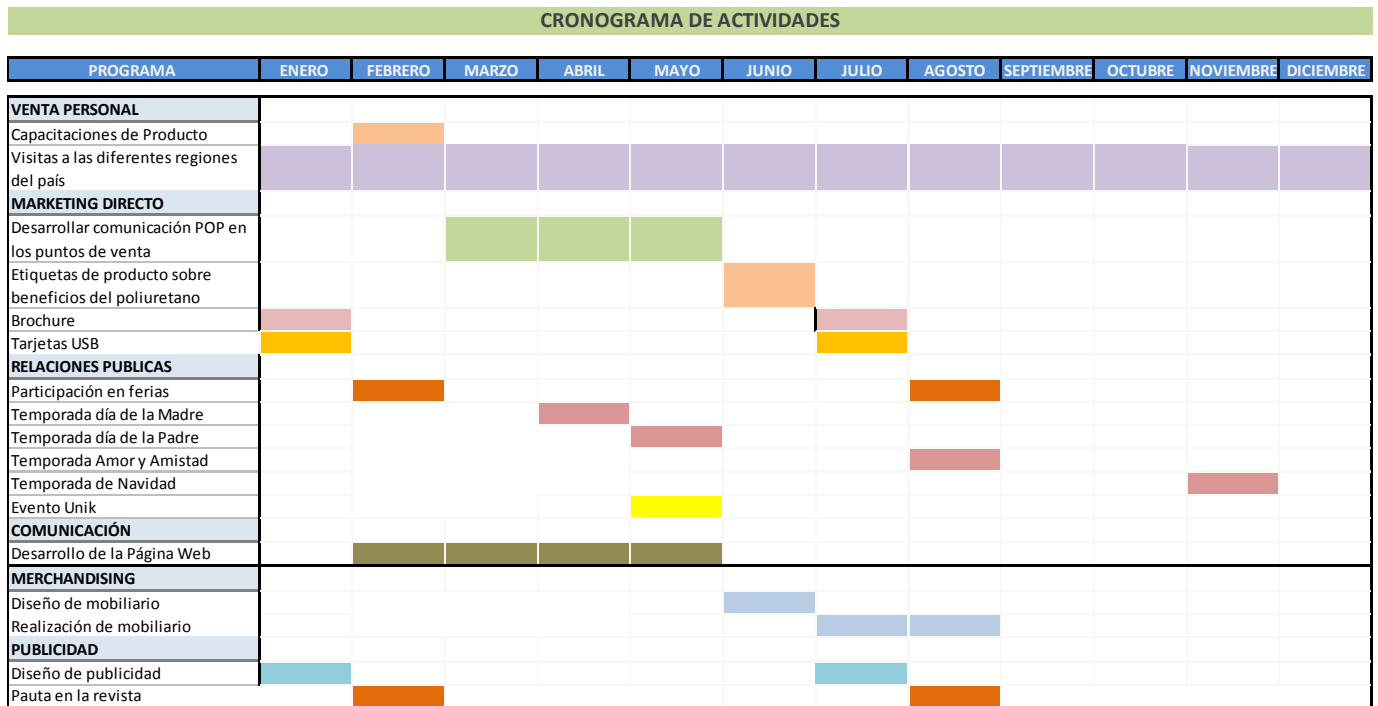 CRONOGRAMA DE ACTIVIDADES
PROGRAMA ENERO FEBRERO MARZO ABRIL MAYO JUNIO JULIO AGOSTO SEPTIEMBRE OCTUBRE NOVIEMBRE DICIEMBRE
VENTA PERSONAL
Capacitaciones de Producto
Visitas a las diferentes regiones
del país
MARKETING DIRECTO
Desarrollar comunicación POP en
los puntos de venta
Etiquetas de producto sobre
beneficios del poliuretano
Brochure
Tarjetas USB
RELACIONES PUBLICAS
Participación en ferias
Temporada día de la Madre
Temporada día de la Padre
Temporada Amor y Amistad
Temporada de Navidad
Evento Unik
COMUNICACIÓN
Desarrollo de la Página Web
MERCHANDISING
Diseño de mobiliario
Realización de mobiliario
PUBLICIDAD
Diseño de publicidad
Pauta en la revista